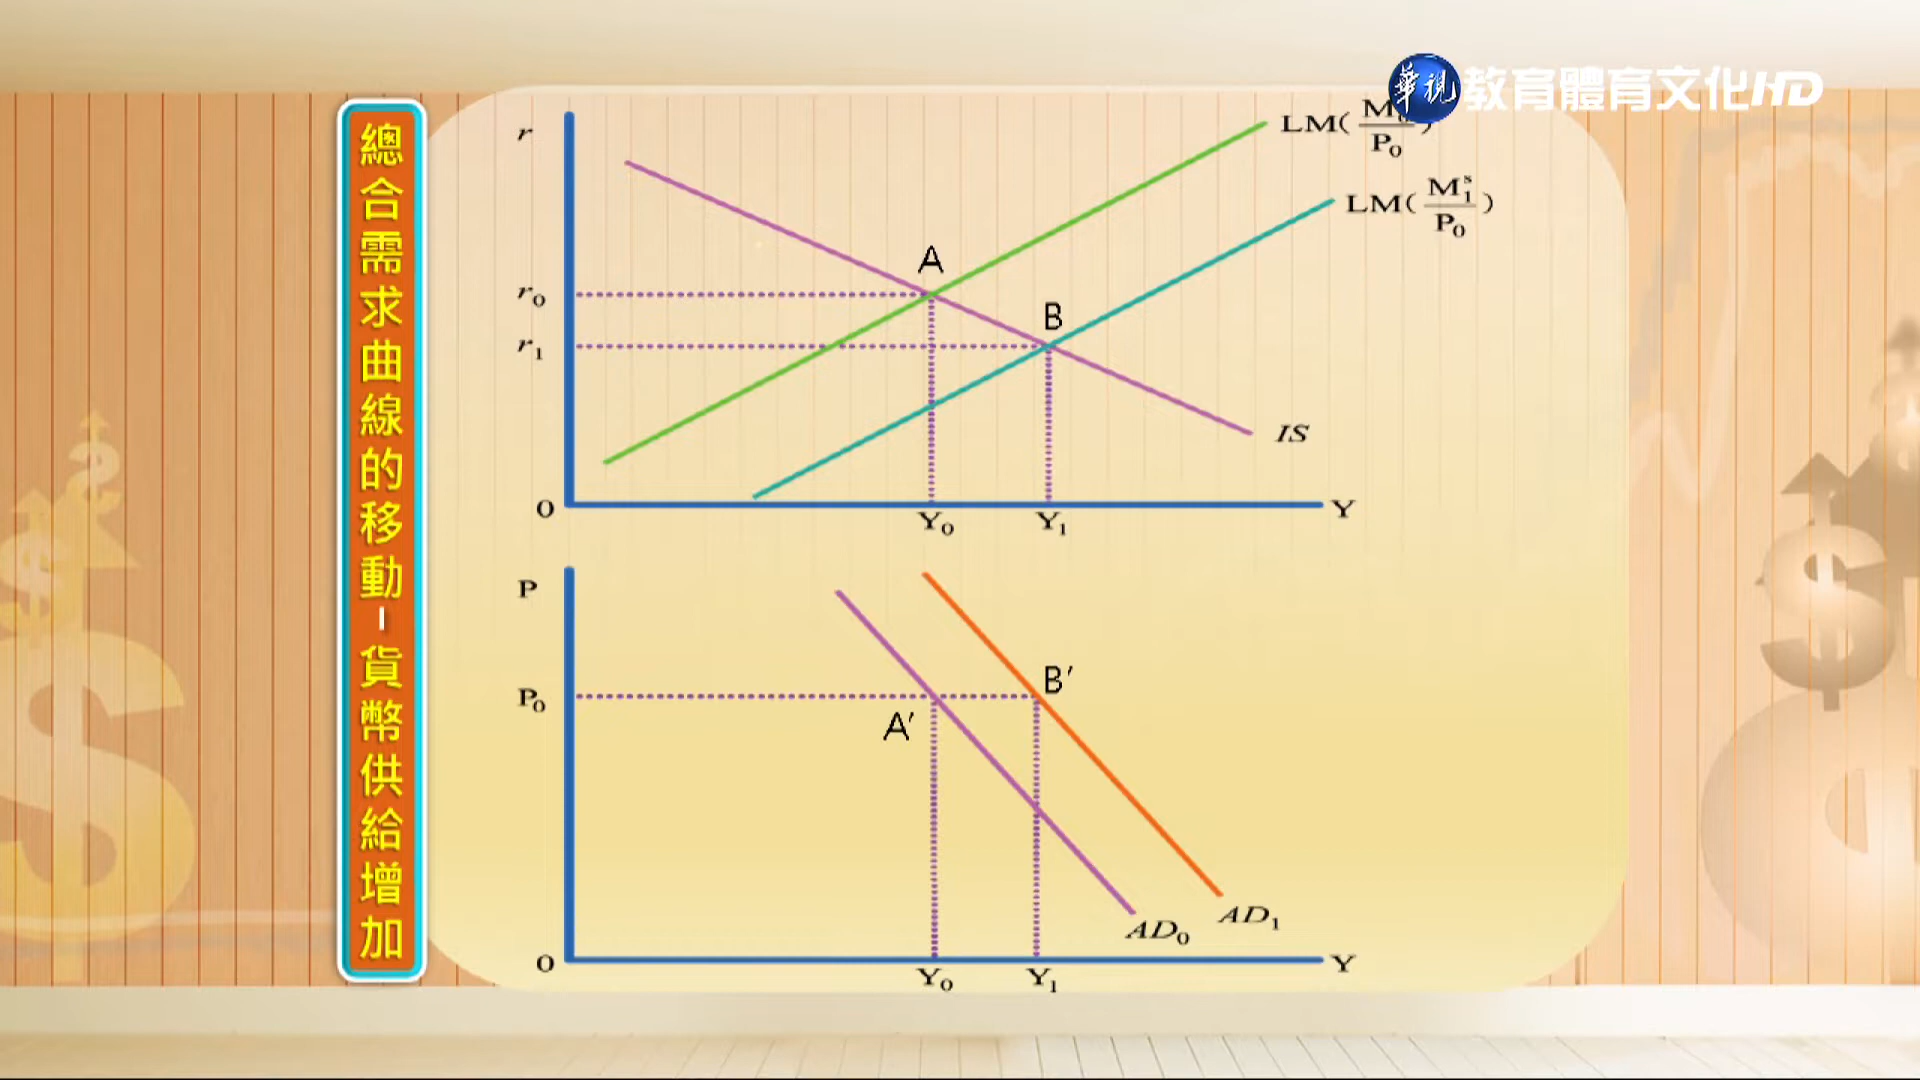 總合需求曲線的移動-貨幣供給增加
華視 教育體育文化HD
r
LM(M₀/P₀)
LM(M₁ˢ/P₀)
A
r₀
B
r₁
IS
O
Y₀
Y₁
Y
P
B′
P₀
A′
AD₁
AD₀
O
Y
Y₀
Y₁